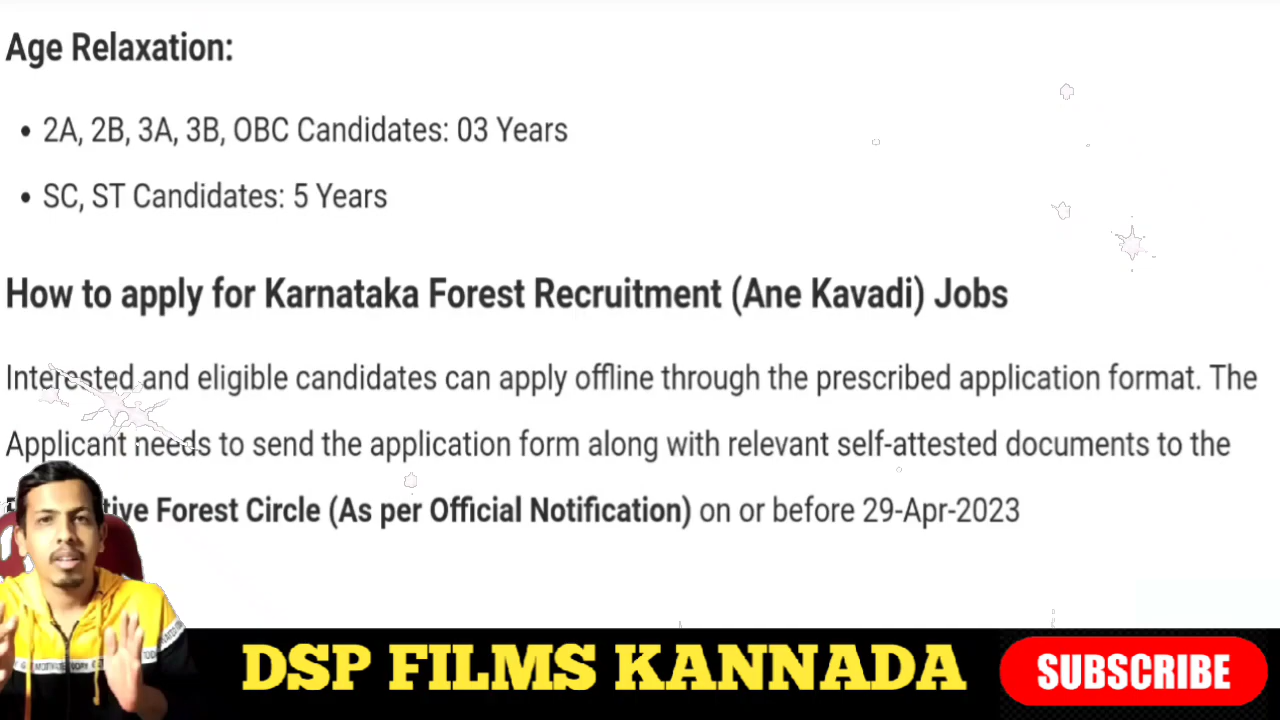 Age Relaxation:
• 2A, 2B, 3A, 3B, OBC Candidates: 03 Years
• SC, ST Candidates: 5 Years
How to apply for Karnataka Forest Recruitment (Ane Kavadi) Jobs
Interested and eligible candidates can apply offline through the prescribed application format. The
Applicant needs to send the application form along with relevant self-attested documents to the
Forest Circle (As per Official Notification) on or before 29-Apr-2023
DSP FILMS KANNADA
SUBSCRIBE